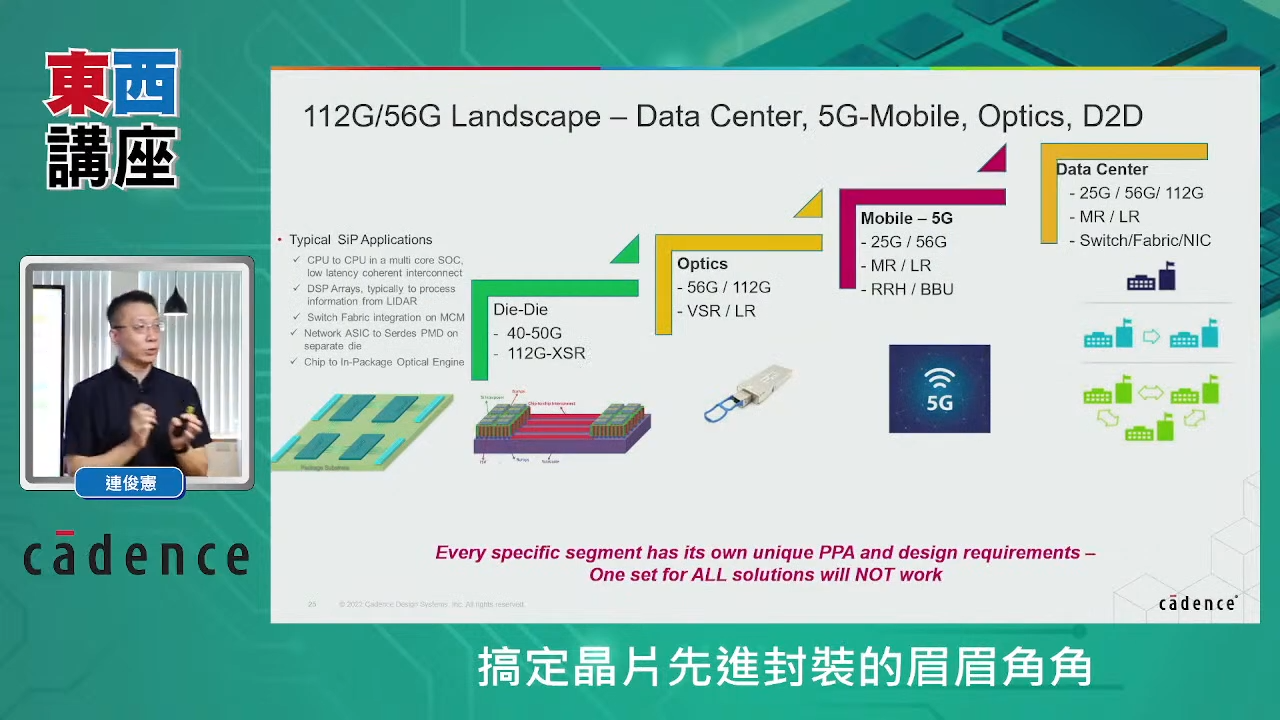 東西
講座
連俊憲
cādence
112G/56G Landscape – Data Center, 5G-Mobile, Optics, D2D
• Typical SiP Applications
✓ CPU to CPU in a multi core SOC,
low latency coherent interconnect
✓ DSP Arrays, typically to process
information from LIDAR
✓ Switch Fabric integration on MCM
✓ Network ASIC to Serdes PMD on
separate die
✓ Chip to In-Package Optical Engine
Package Substrate
Die-Die
- 40-50G
- 112G-XSR
Chip-to-chip Interconnect
Optics
- 56G / 112G
- VSR / LR
Mobile – 5G
- 25G / 56G
- MR / LR
- RRH / BBU
5G
Data Center
- 25G / 56G/ 112G
- MR / LR
- Switch/Fabric/NIC
Every specific segment has its own unique PPA and design requirements –
One set for ALL solutions will NOT work
© 2022 Cadence Design Systems, Inc. All rights reserved.
cādence
搞定晶片先進封裝的眉眉角角